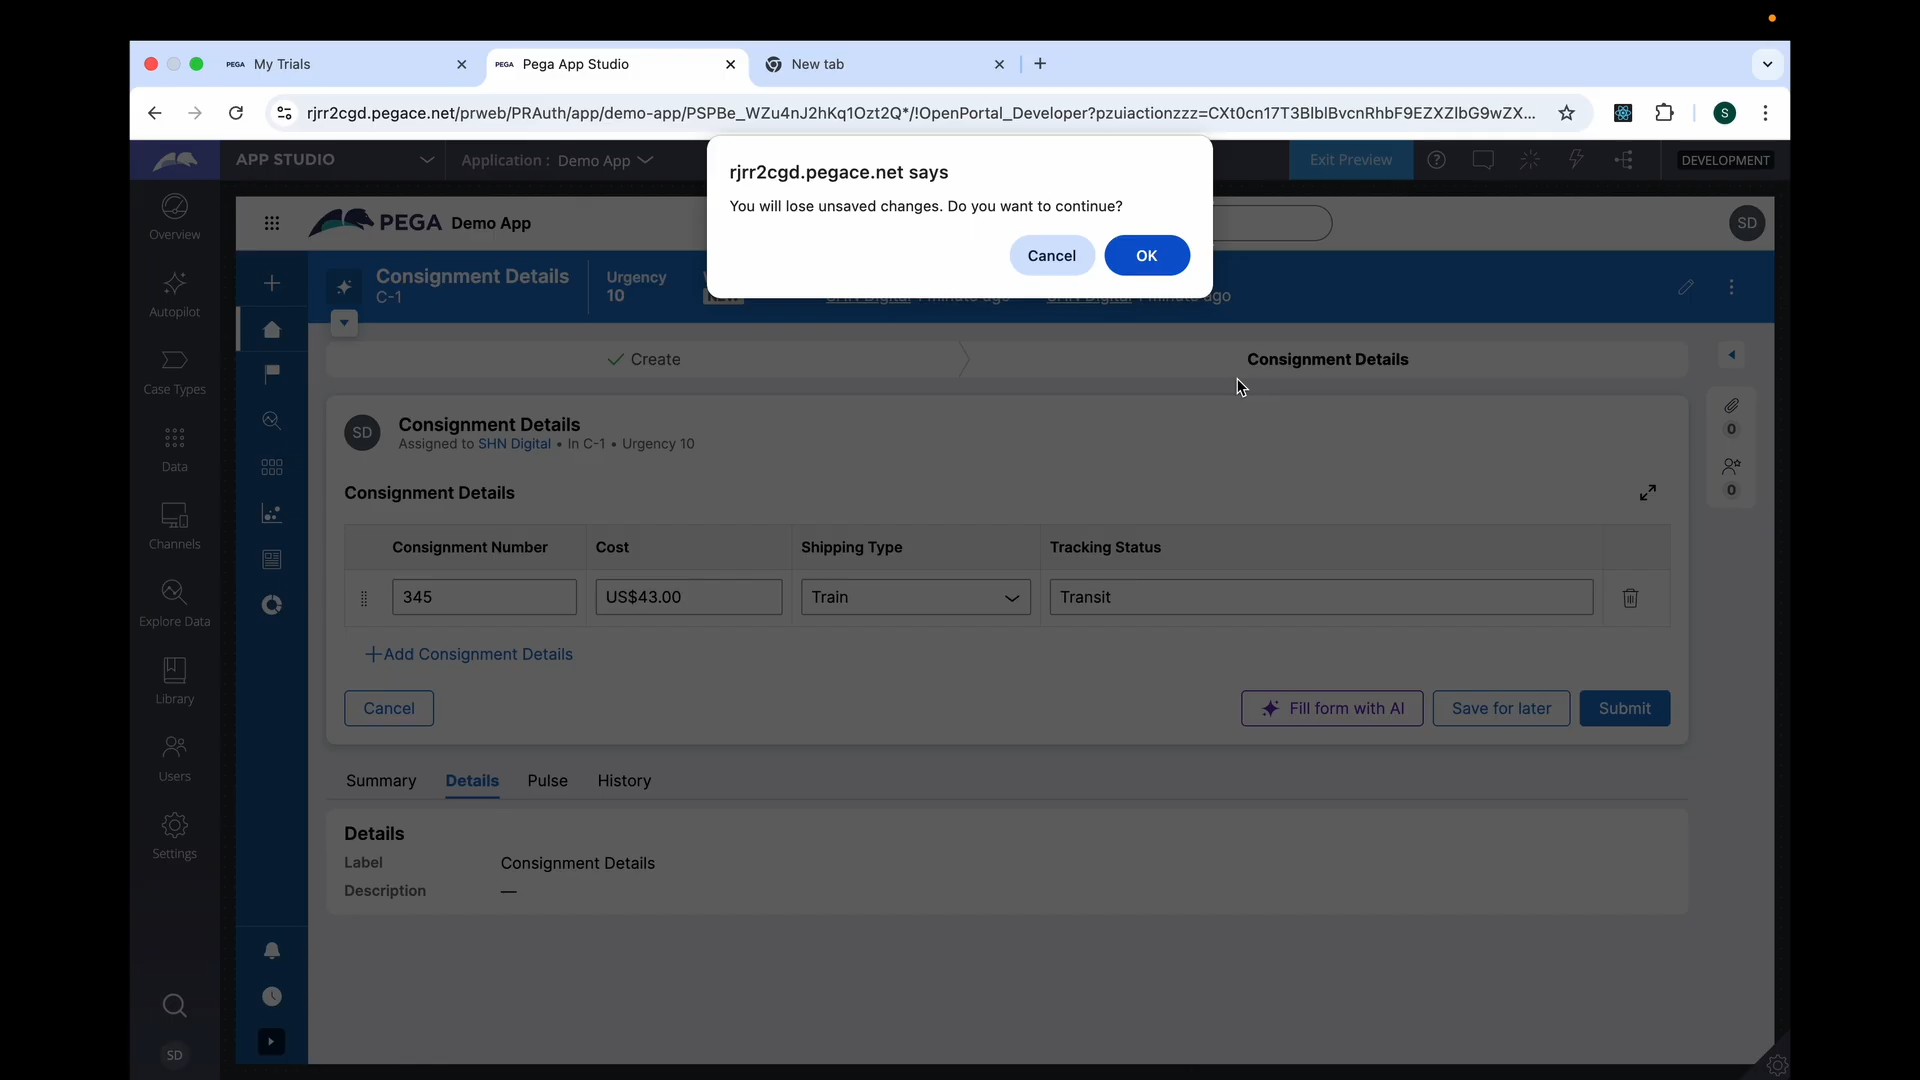 PEGA My Trials
PEGA Pega App Studio
New tab
rjrr2cgd.pegace.net/prweb/PRAuth/app/demo-app/PSPBe_WZu4nJ2hKq1Ozt2Q*/!OpenPortal_Developer?pzuiactionzzz=CXt0cn17T3BlblBvcnRhbF9EZXZlbG9wZX...
S
APP STUDIO
Application : Demo App
Exit Preview
DEVELOPMENT
rjrr2cgd.pegace.net says
You will lose unsaved changes. Do you want to continue?
Cancel
OK
Overview
Autopilot
Case Types
Data
Channels
Explore Data
Library
Users
Settings
SD
PEGA Demo App
SD
Consignment Details
C-1
Urgency
10
SHN Digital 1 minute ago
SHN Digital 1 minute ago
Create
Consignment Details
SD
Consignment Details
Assigned to SHN Digital • In C-1 • Urgency 10
0
0
Consignment Details
Consignment Number Cost Shipping Type Tracking Status
345 US$43.00 Train Transit
+Add Consignment Details
Cancel
Fill form with AI
Save for later
Submit
Summary Details Pulse History
Details
Label Consignment Details
Description —